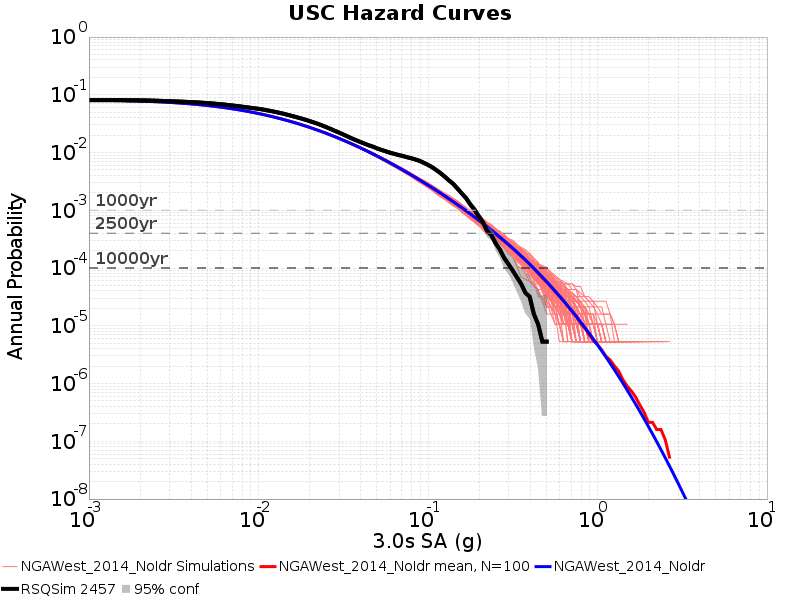 USC Hazard Curves
10^0
10^-1
10^-2
10^-3
10^-4
10^-5
10^-6
10^-7
10^-8
Annual Probability
1000yr
2500yr
10000yr
10^-3 10^-2 10^-1 10^0 10^1
3.0s SA (g)
NGAWest_2014_NoIdr Simulations NGAWest_2014_NoIdr mean, N=100 NGAWest_2014_NoIdr
RSQSim 2457 95% conf